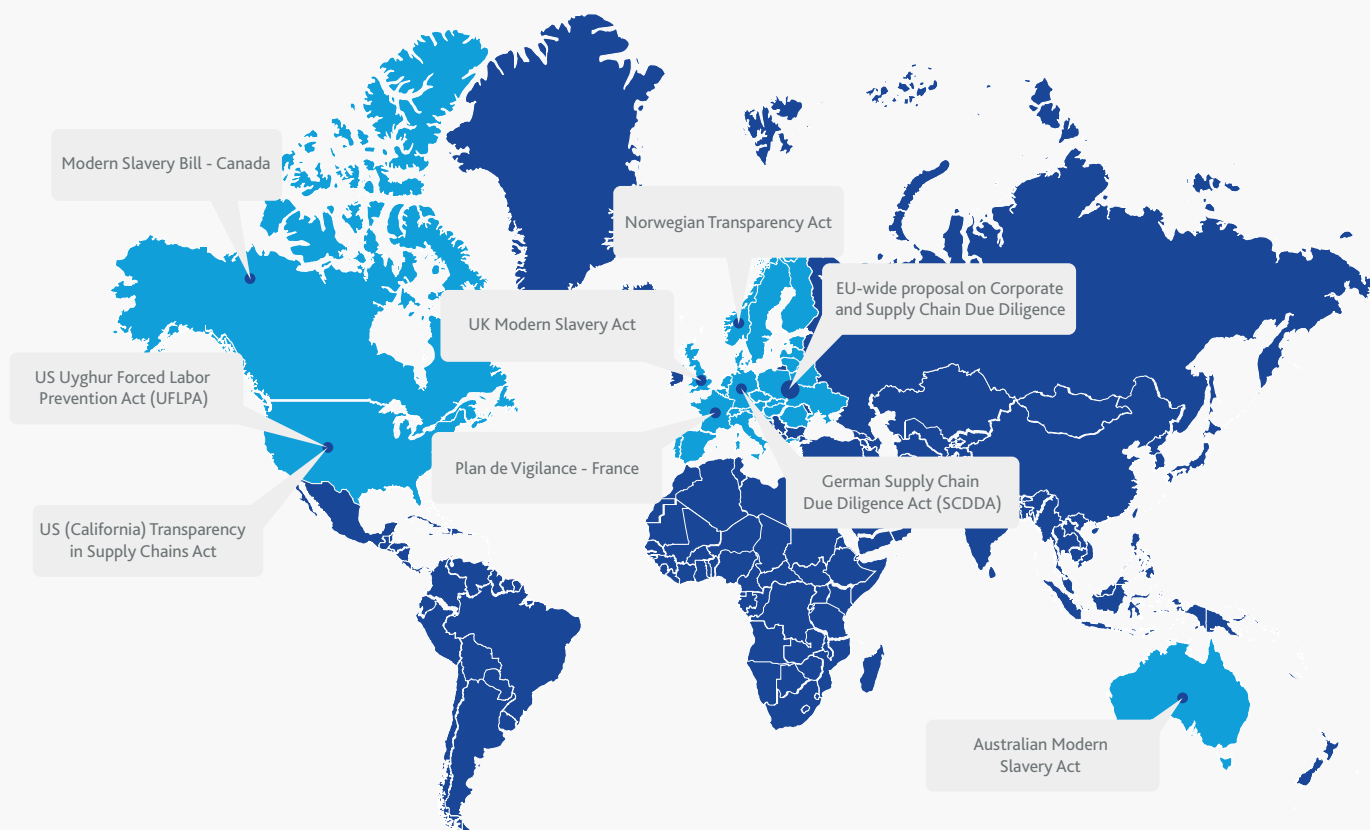 Modern Slavery Bill - Canada
Norwegian Transparency Act
EU-wide proposal on Corporate
and Supply Chain Due Diligence
UK Modern Slavery Act
US Uyghur Forced Labor
Prevention Act (UFLPA)
Plan de Vigilance - France
German Supply Chain
Due Diligence Act (SCDDA)
US (California) Transparency
in Supply Chains Act
Australian Modern
Slavery Act